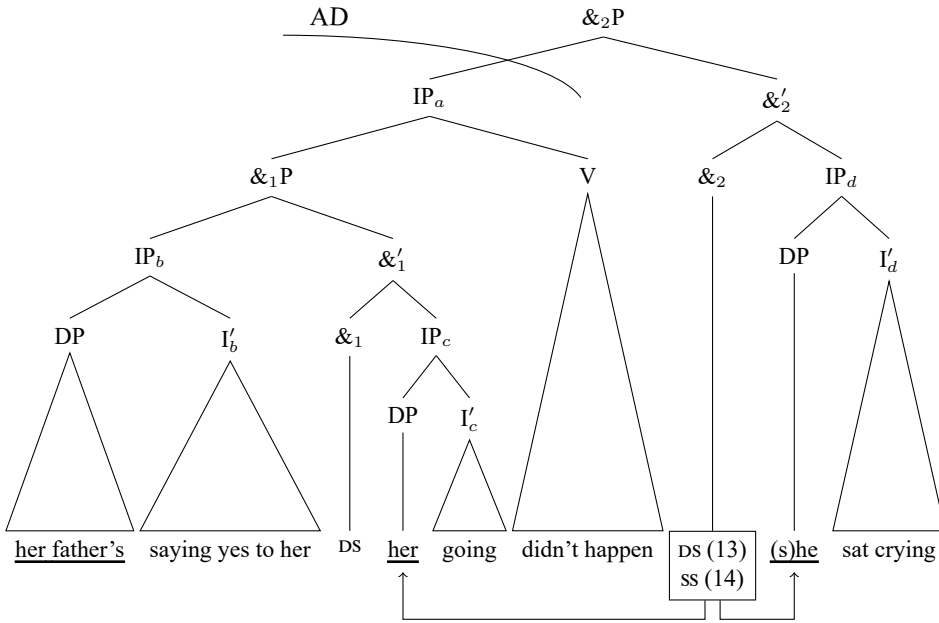 AD &₂P
IPₐ &′₂
&₁P V &₂ IP_d
IP_b &′₁ DP I′_d
DP I′_b &₁ IP_c
DP I′_c
her father's saying yes to her DS her going didn't happen DS (13) (s)he sat crying
SS (14)